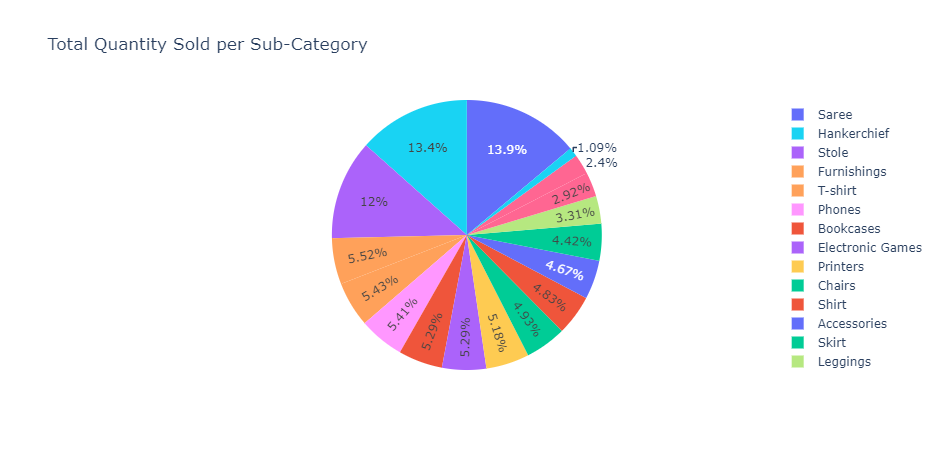 Total Quantity Sold per Sub-Category
13.9%
1.09%
2.4%
2.92%
3.31%
4.42%
4.67%
4.83%
4.93%
5.18%
5.29%
5.29%
5.41%
5.43%
5.52%
12%
13.4%
Saree
Hankerchief
Stole
Furnishings
T-shirt
Phones
Bookcases
Electronic Games
Printers
Chairs
Shirt
Accessories
Skirt
Leggings